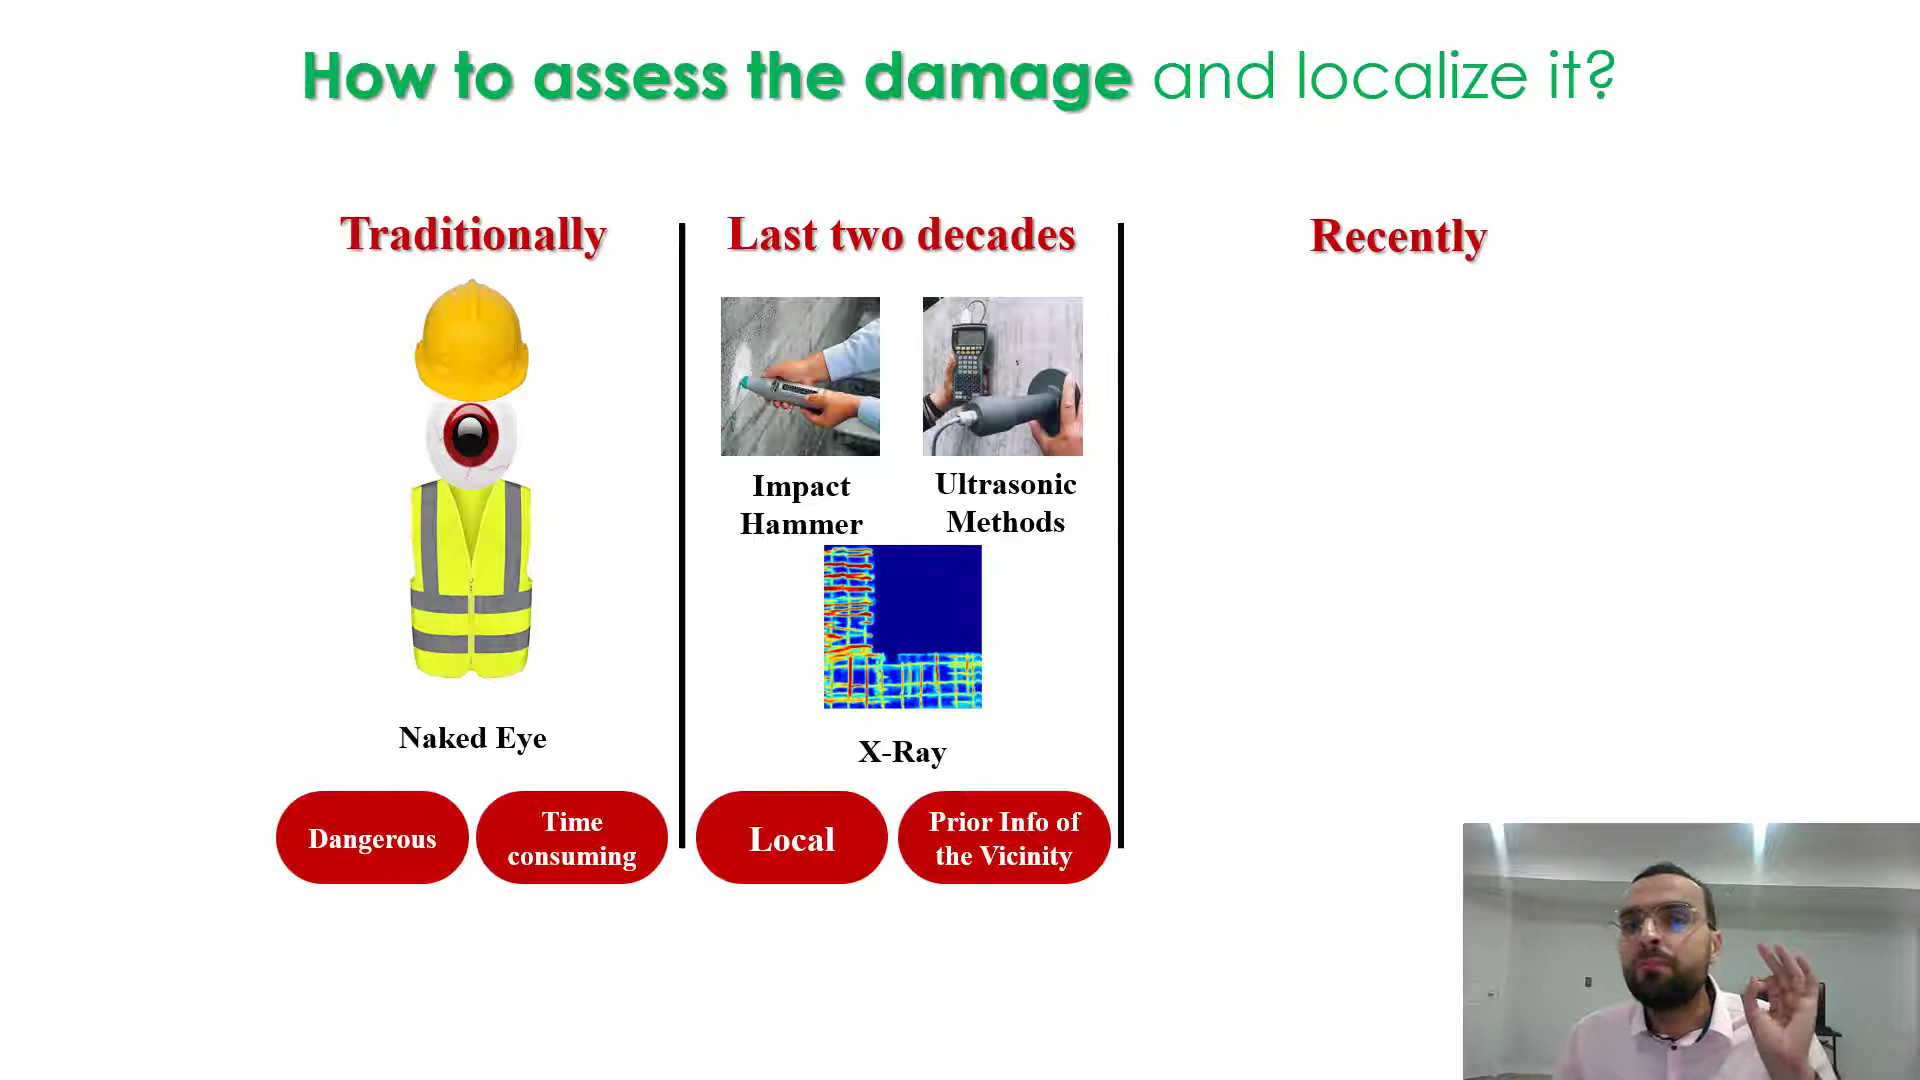 How to assess the damage and localize it?
Traditionally
Last two decades
Recently
Impact
Hammer
Ultrasonic
Methods
Naked Eye
X-Ray
Dangerous
Time
consuming
Local
Prior Info of
the Vicinity